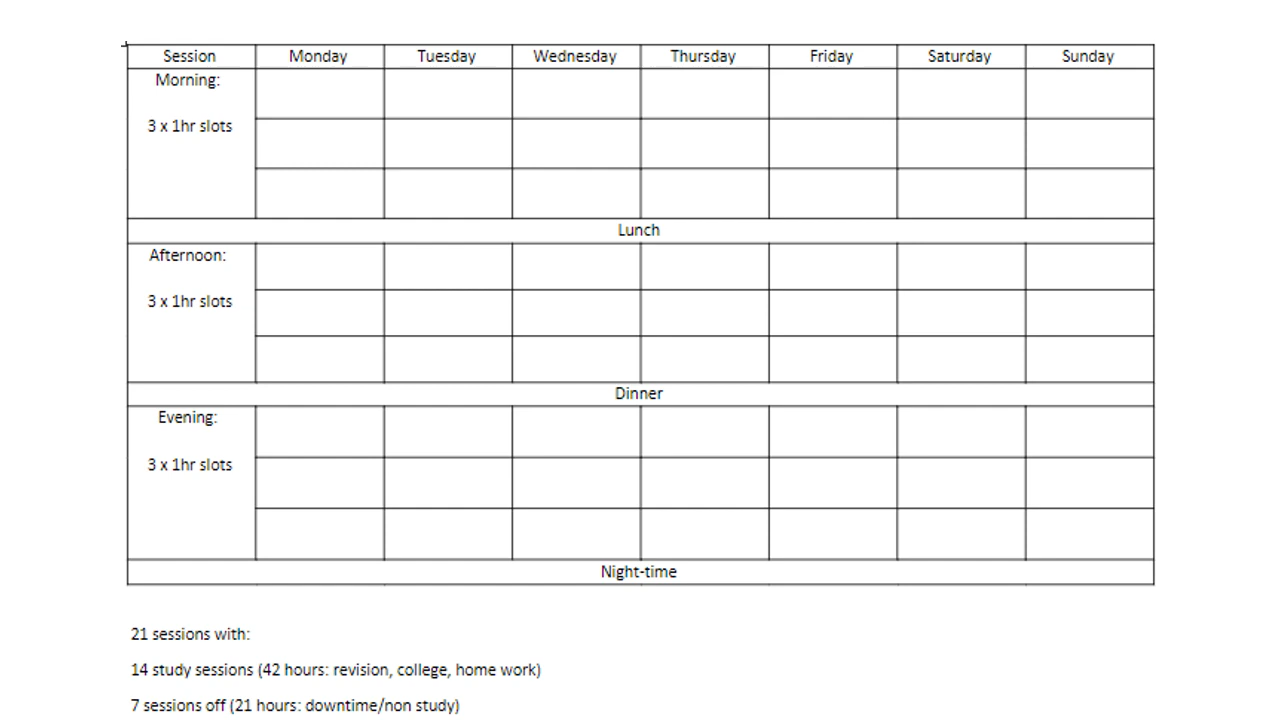 Session Monday Tuesday Wednesday Thursday Friday Saturday Sunday
Morning:
3 x 1hr slots
Lunch
Afternoon:
3 x 1hr slots
Dinner
Evening:
3 x 1hr slots
Night-time
21 sessions with:
14 study sessions (42 hours: revision, college, home work)
7 sessions off (21 hours: downtime/non study)